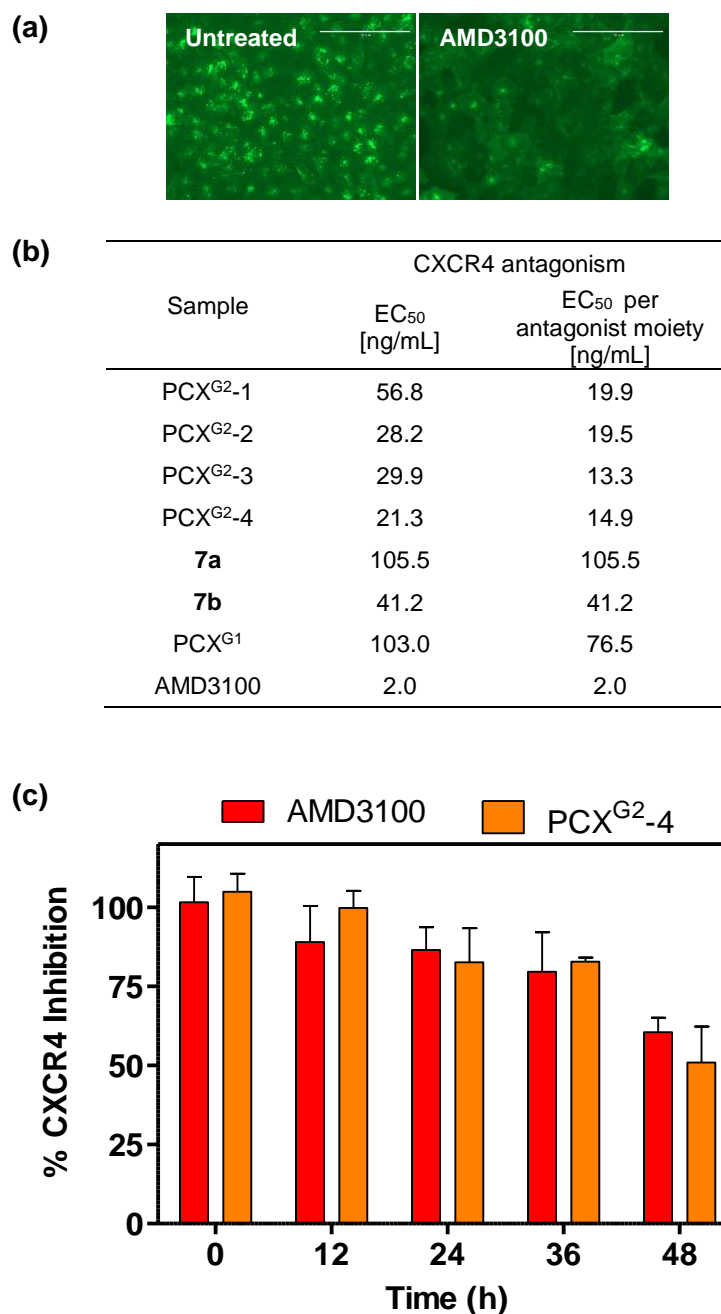 (a)
Untreated
AMD3100
(b)
CXCR4 antagonism
Sample
EC50
[ng/mL]
EC50 per
antagonist moiety
[ng/mL]
PCXG2-1 56.8 19.9
PCXG2-2 28.2 19.5
PCXG2-3 29.9 13.3
PCXG2-4 21.3 14.9
7a 105.5 105.5
7b 41.2 41.2
PCXG1 103.0 76.5
AMD3100 2.0 2.0
(c)
AMD3100 PCXG2-4
% CXCR4 Inhibition
100
75
50
25
0
0 12 24 36 48
Time (h)